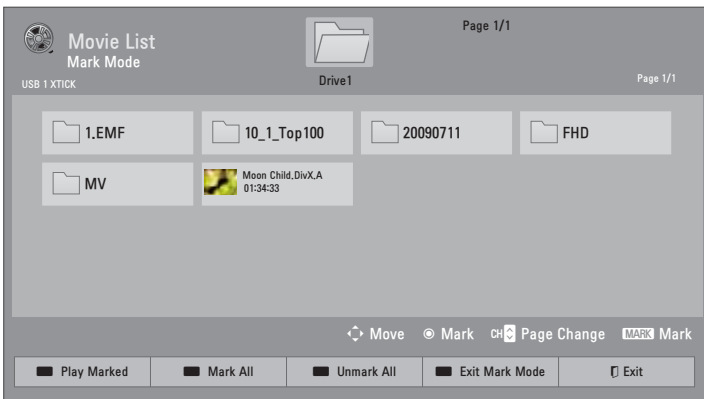 Movie List
Mark Mode
USB 1 XTICK
Drive1
Page 1/1
Page 1/1
1.EMF
10_1_Top100
20090711
FHD
MV
Moon Child.DivX.A
01:34:33
Move
Mark
CH Page Change
MARK Mark
Play Marked
Mark All
Unmark All
Exit Mark Mode
Exit